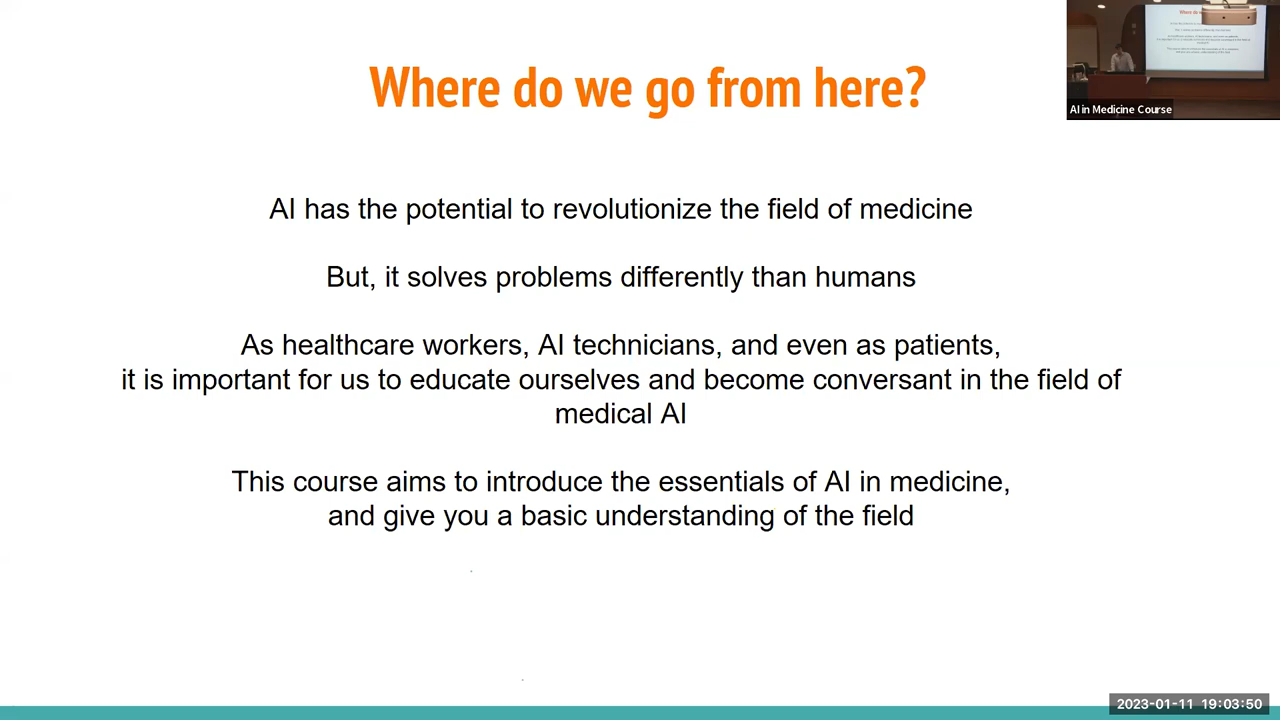 Where do we go from here?
AI in Medicine Course
AI has the potential to revolutionize the field of medicine
But, it solves problems differently than humans
As healthcare workers, AI technicians, and even as patients,
it is important for us to educate ourselves and become conversant in the field of
medical AI
This course aims to introduce the essentials of AI in medicine,
and give you a basic understanding of the field
2023-01-11 19:03:50